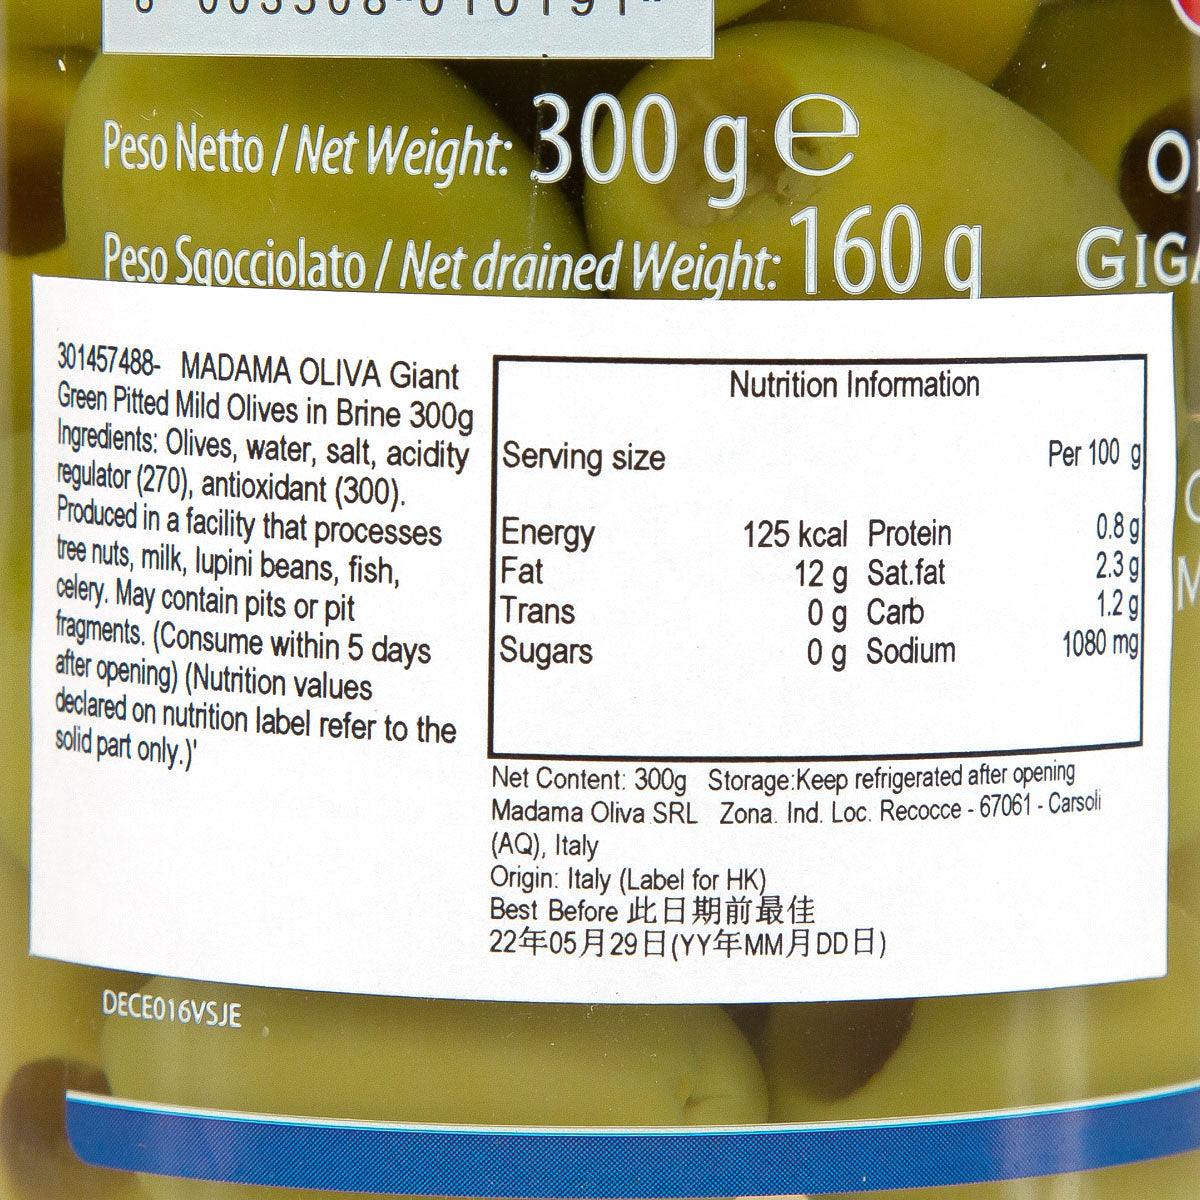 Peso Netto / Net Weight: 300 g e
Peso Sgocciolato / Net drained Weight: 160 g
301457488- MADAMA OLIVA Giant
Green Pitted Mild Olives in Brine 300g
Ingredients: Olives, water, salt, acidity
regulator (270), antioxidant (300).
Produced in a facility that processes
tree nuts, milk, lupini beans, fish,
celery. May contain pits or pit
fragments. (Consume within 5 days
after opening) (Nutrition values
declared on nutrition label refer to the
solid part only.)'
Nutrition Information
Serving size Per 100 g
Energy 125 kcal Protein 0.8 g
Fat 12 g Sat.fat 2.3 g
Trans 0 g Carb 1.2 g
Sugars 0 g Sodium 1080 mg
Net Content: 300g Storage:Keep refrigerated after opening
Madama Oliva SRL Zona. Ind. Loc. Recocce - 67061 - Carsoli
(AQ), Italy
Origin: Italy (Label for HK)
Best Before 此日期前最佳
22年05月29日(YY年MM月DD日)
DECE016VSJE